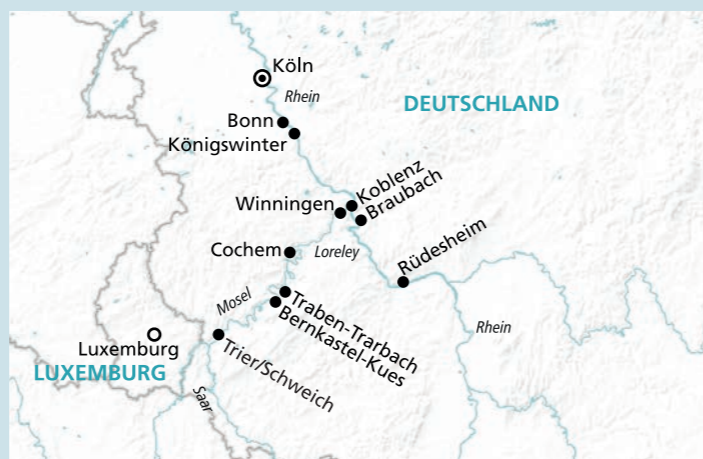 Köln
Rhein
DEUTSCHLAND
Bonn
Königswinter
Koblenz
Braubach
Winningen
Cochem
Loreley
Rüdesheim
Mosel
Traben-Trarbach
Bernkastel-Kues
Rhein
Luxemburg
LUXEMBURG
Trier/Schweich
Saar